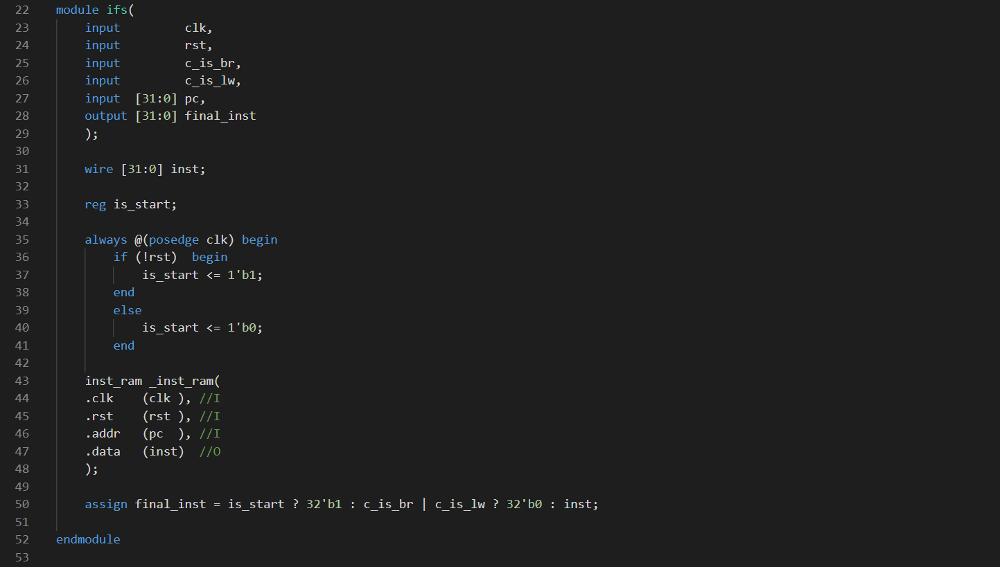 22 module ifs(
23     input         clk,
24     input         rst,
25     input         c_is_br,
26     input         c_is_lw,
27     input  [31:0] pc,
28     output [31:0] final_inst
29     );
30
31     wire [31:0] inst;
32
33     reg is_start;
34
35     always @(posedge clk) begin
36         if (!rst)  begin
37             is_start <= 1'b1;
38         end
39         else
40             is_start <= 1'b0;
41         end
42
43     inst_ram _inst_ram(
44     .clk    (clk ), //I
45     .rst    (rst ), //I
46     .addr   (pc  ), //I
47     .data   (inst)  //O
48     );
49
50     assign final_inst = is_start ? 32'b1 : c_is_br | c_is_lw ? 32'b0 : inst;
51
52 endmodule
53